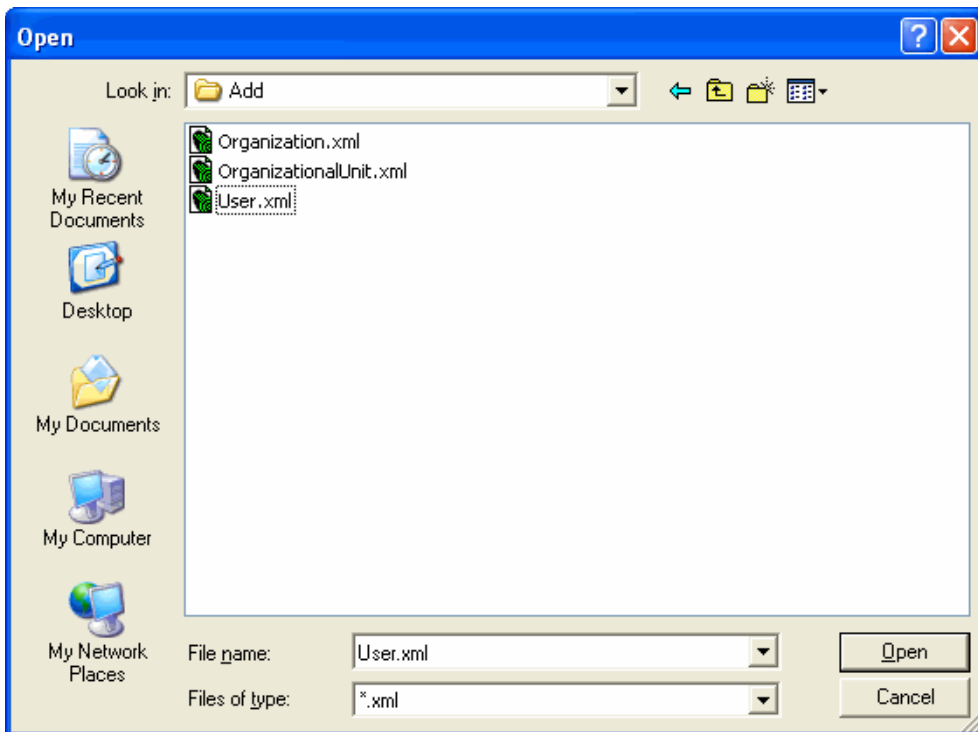 Open
Look in:
Add
Organization.xml
OrganizationalUnit.xml
User.xml
My Recent
Documents
Desktop
My Documents
My Computer
My Network
Places
File name:
User.xml
Open
Files of type:
*.xml
Cancel